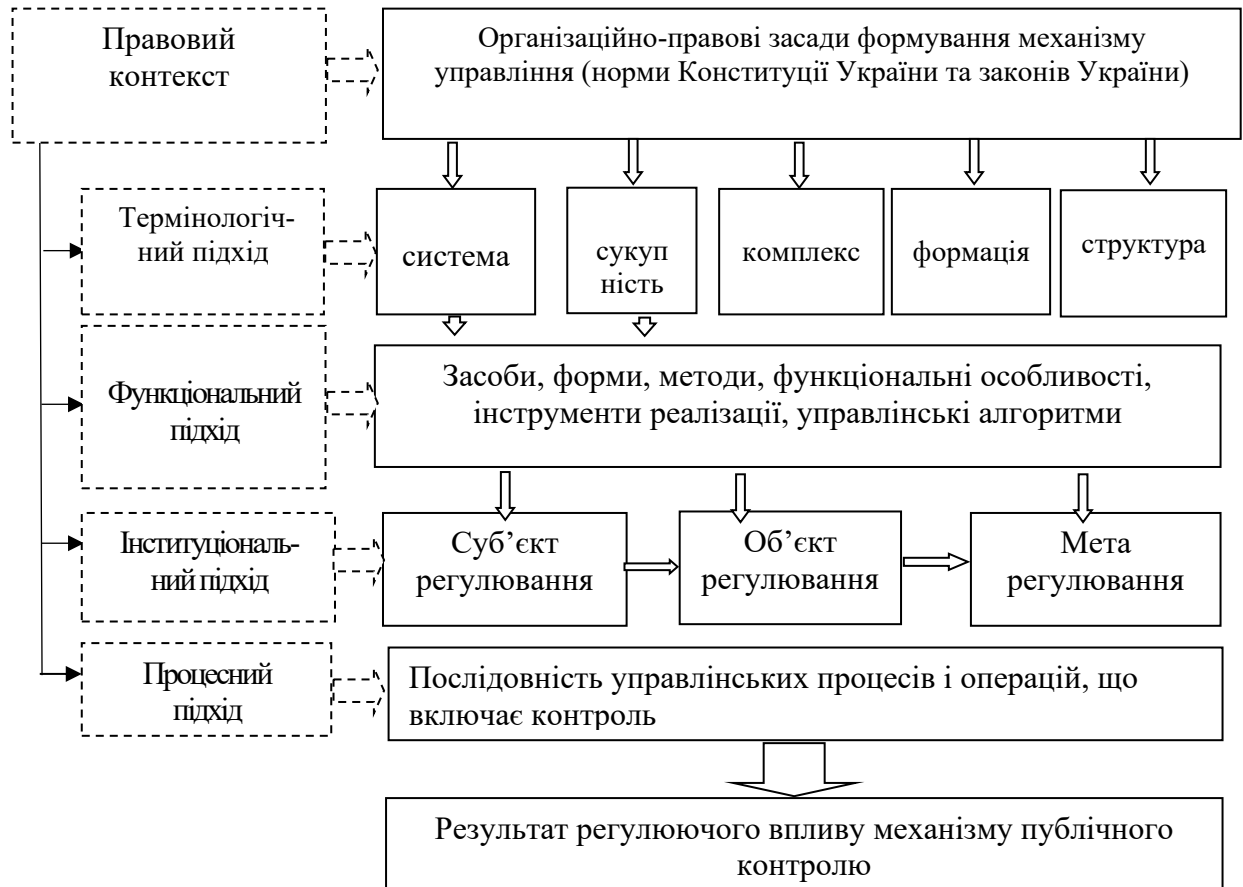 Правовий
контекст
Організаційно-правові засади формування механізму
управління (норми Конституції України та законів України)
Термінологіч-
ний підхід
система
сукуп
ність
комплекс
формація
структура
Функціональний
підхід
Засоби, форми, методи, функціональні особливості,
інструменти реалізації, управлінські алгоритми
Інституціональ-
ний підхід
Суб’єкт
регулювання
Об’єкт
регулювання
Мета
регулювання
Процесний
підхід
Послідовність управлінських процесів і операцій, що
включає контроль
Результат регулюючого впливу механізму публічного
контролю